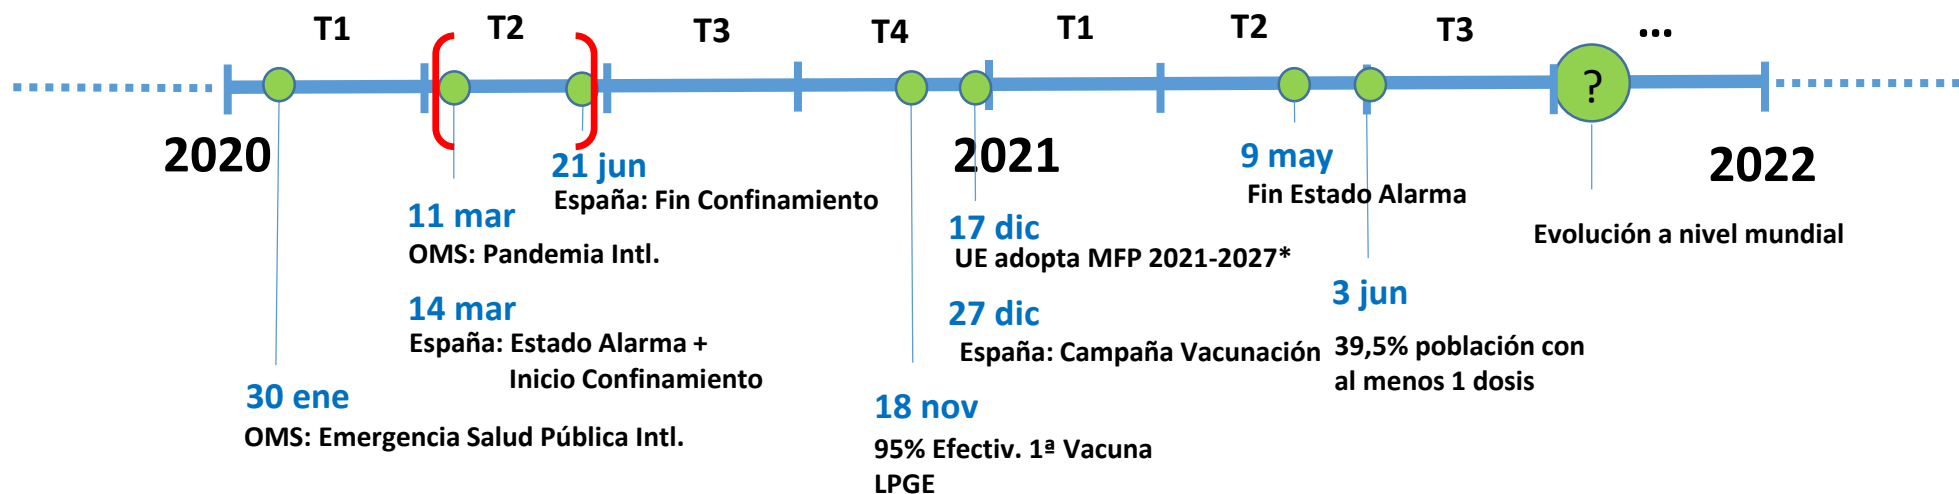 T1
T2
T3
T4
T1
T2
T3
...
?
2020
2021
2022
30 ene
OMS: Emergencia Salud Pública Intl.
11 mar
OMS: Pandemia Intl.
14 mar
España: Estado Alarma +
Inicio Confinamiento
21 jun
España: Fin Confinamiento
18 nov
95% Efectiv. 1ª Vacuna
LPGE
17 dic
UE adopta MFP 2021-2027*
27 dic
España: Campaña Vacunación
9 may
Fin Estado Alarma
3 jun
39,5% población con
al menos 1 dosis
Evolución a nivel mundial